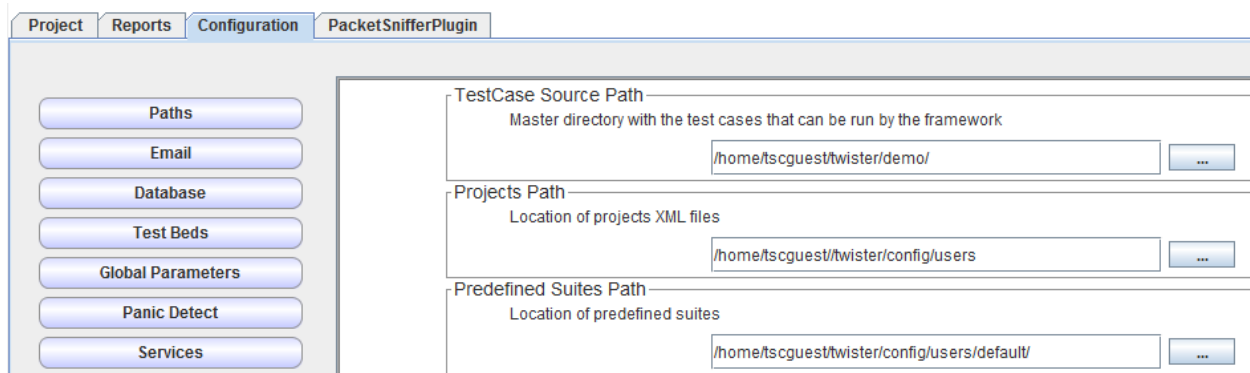 Project Reports Configuration PacketSnifferPlugin
Paths
Email
Database
Test Beds
Global Parameters
Panic Detect
Services
TestCase Source Path
Master directory with the test cases that can be run by the framework
/home/tscguest/twister/demo/ ...
Projects Path
Location of projects XML files
/home/tscguest//twister/config/users ...
Predefined Suites Path
Location of predefined suites
/home/tscguest/twister/config/users/default/ ...